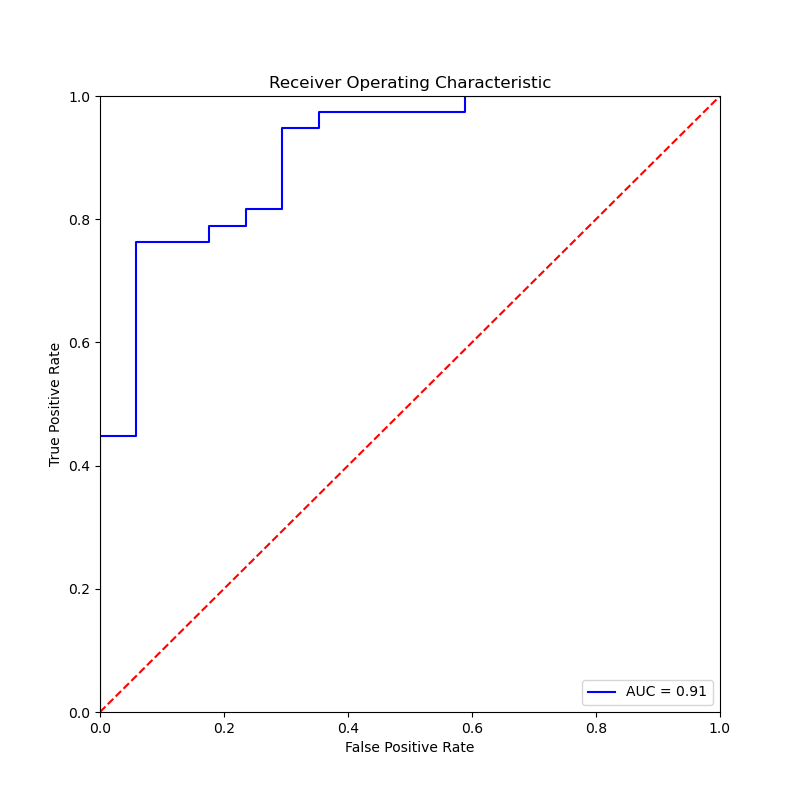 Receiver Operating Characteristic
1.0
0.8
0.6
0.4
0.2
0.0
True Positive Rate
AUC = 0.91
0.0 0.2 0.4 0.6 0.8 1.0
False Positive Rate